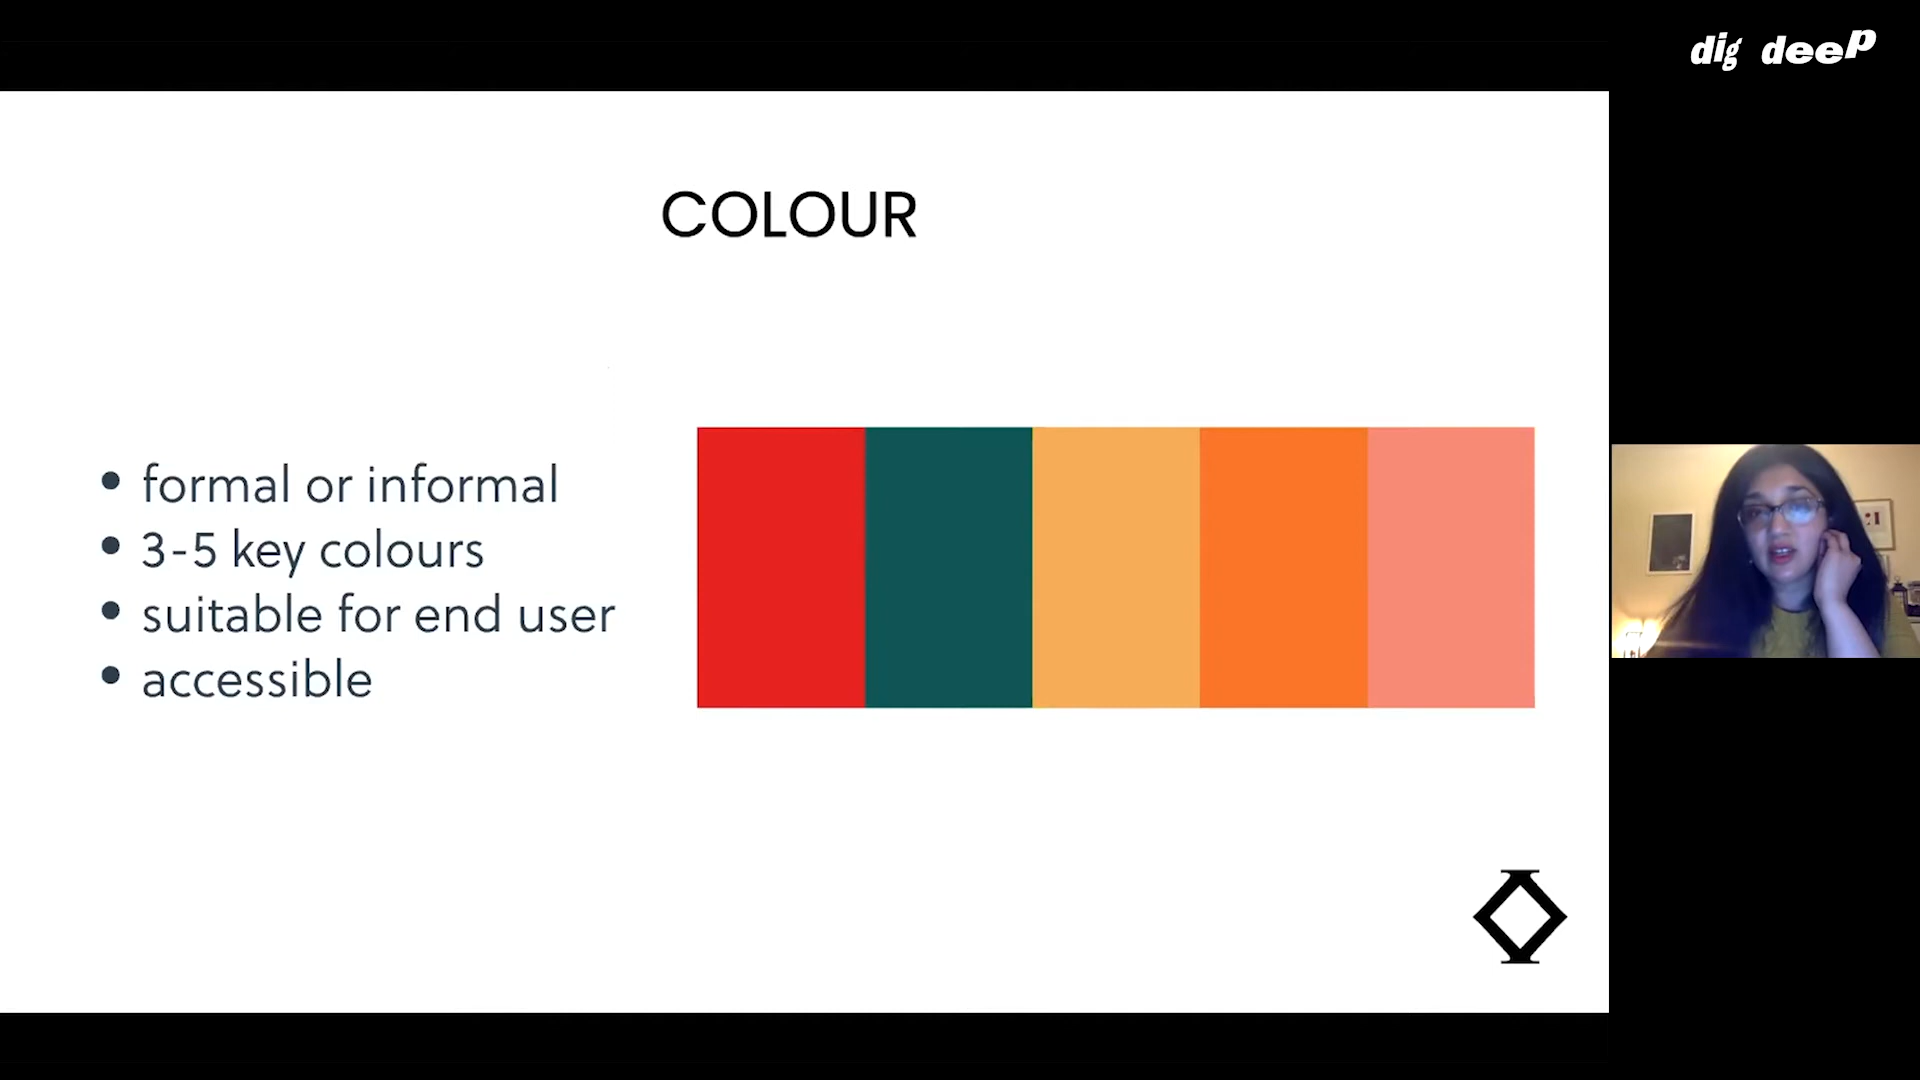 dig deep
COLOUR
• formal or informal
• 3-5 key colours
• suitable for end user
• accessible